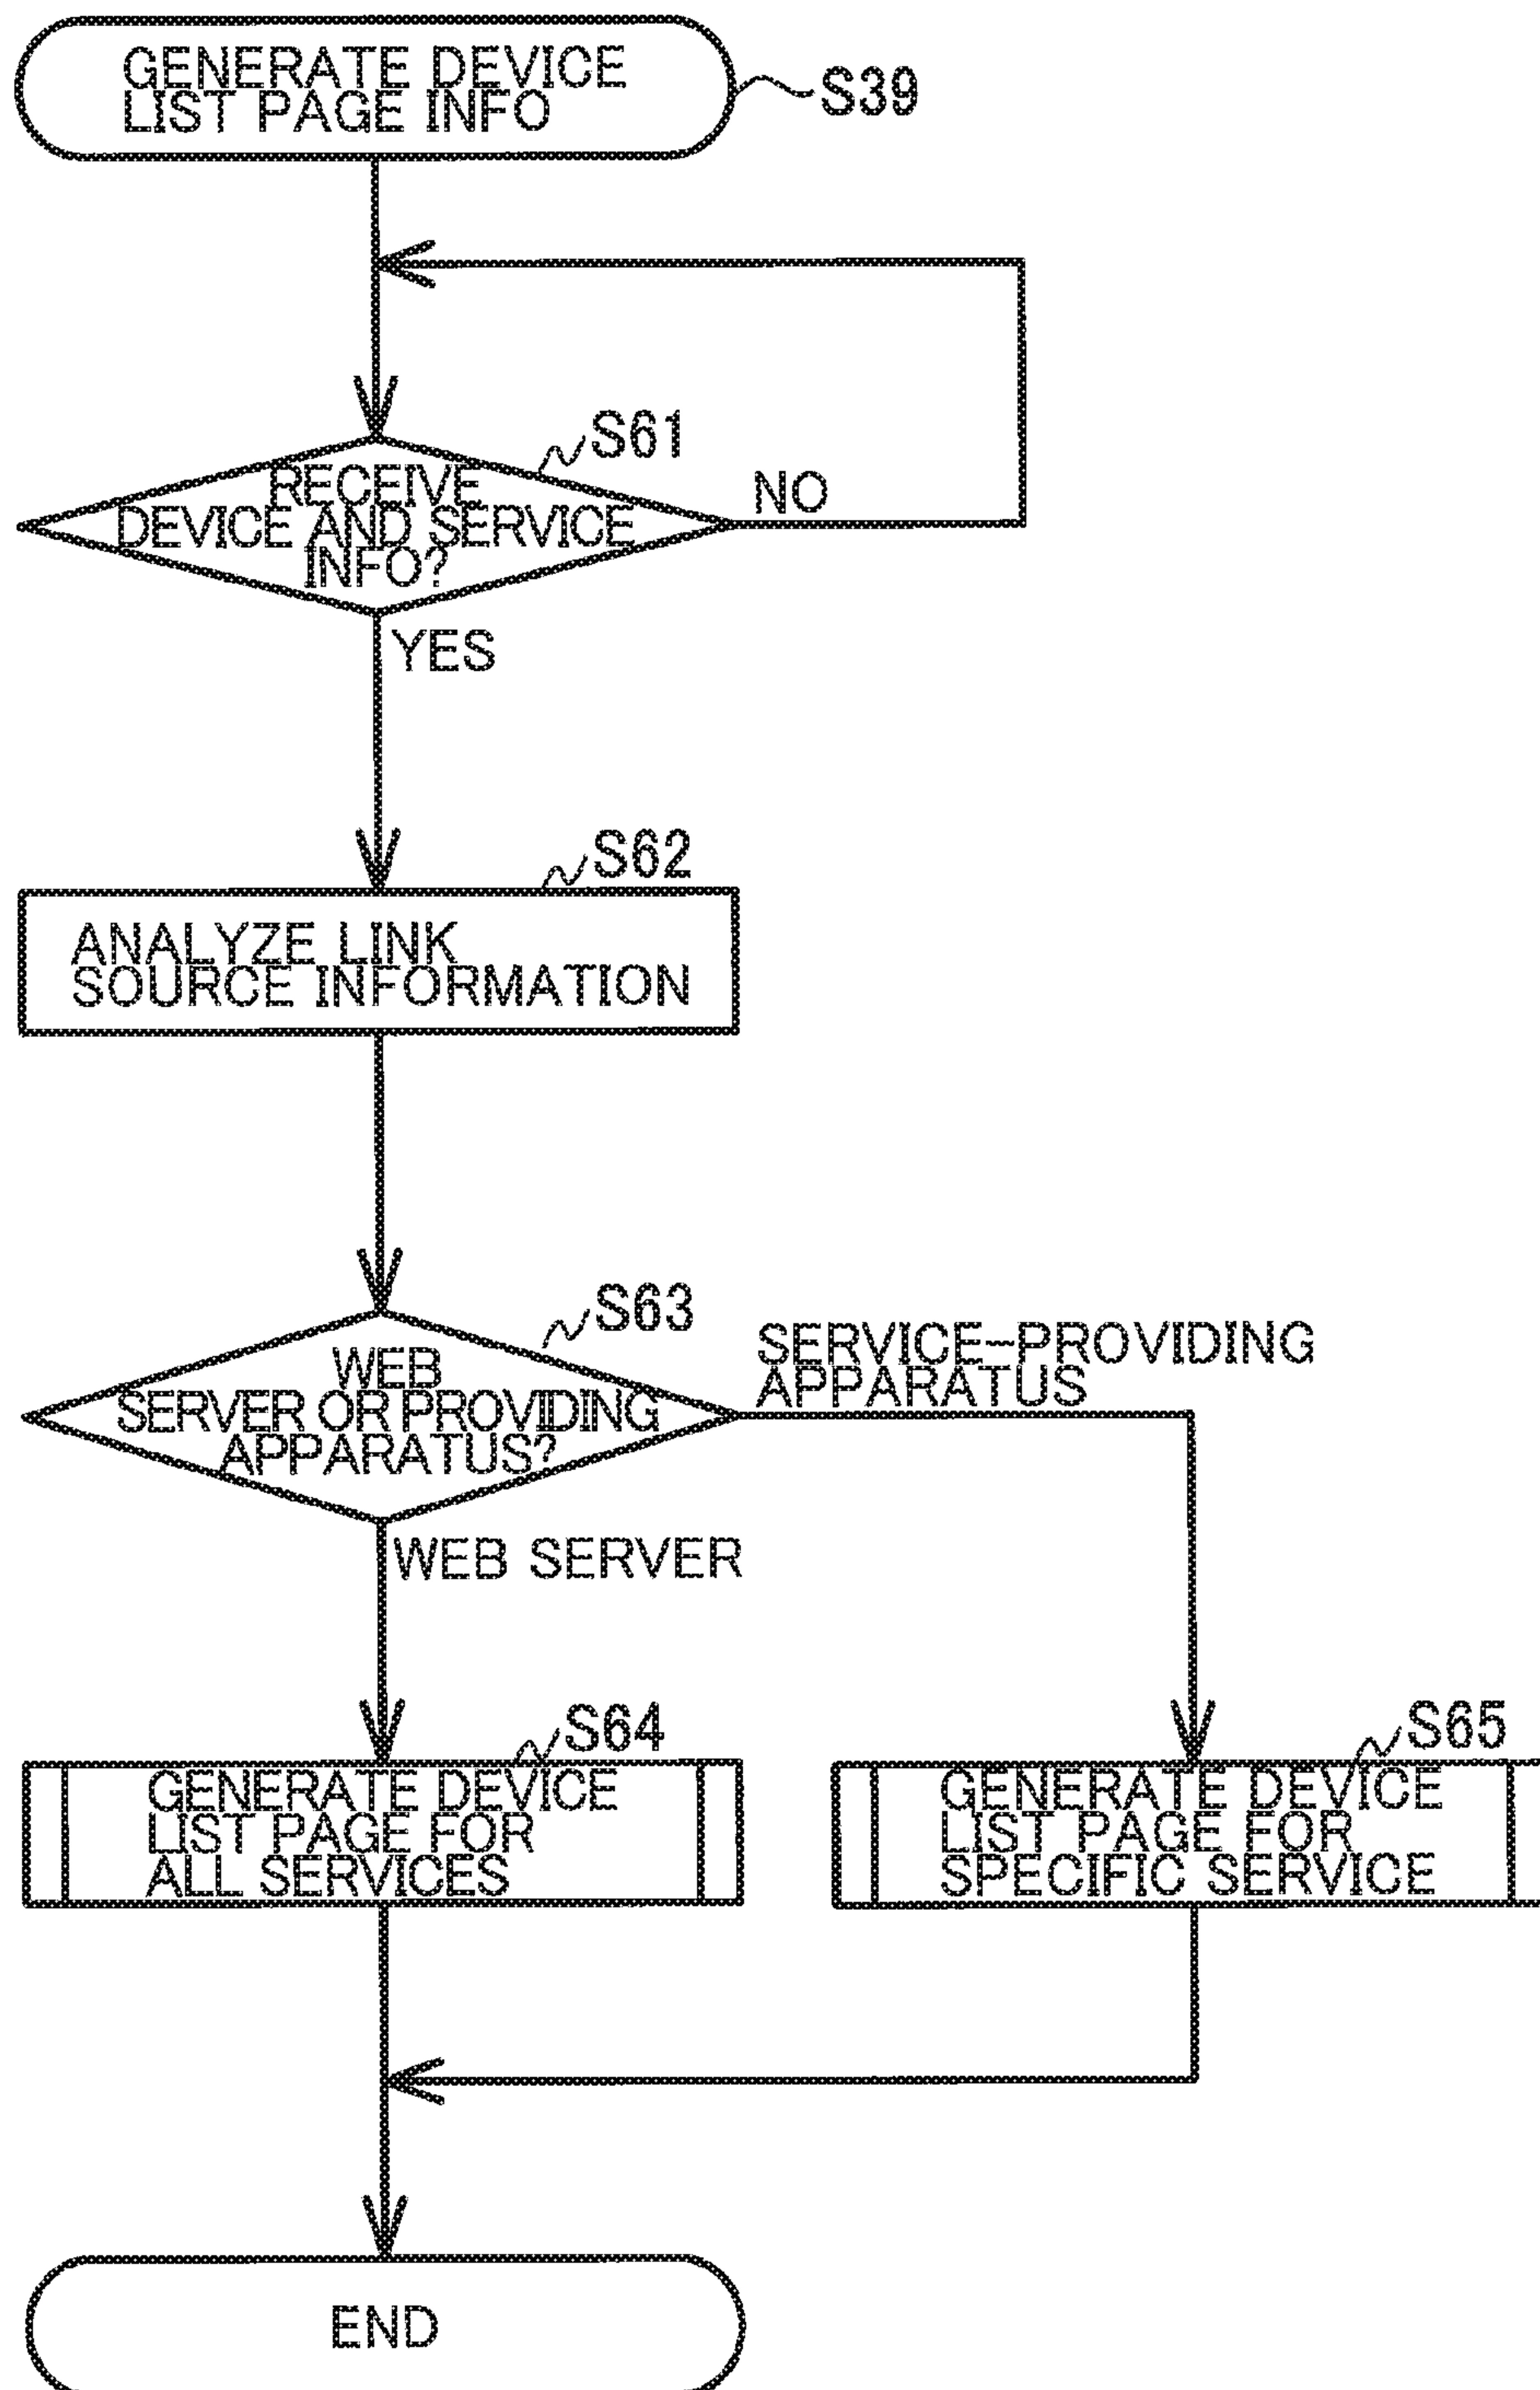 GENERATE DEVICE
LIST PAGE INFO
S39
S61
RECEIVE
DEVICE AND SERVICE
INFO?
NO
YES
S62
ANALYZE LINK
SOURCE INFORMATION
S63
WEB
SERVER OR PROVIDING
APPARATUS?
SERVICE-PROVIDING
APPARATUS
WEB SERVER
S64
GENERATE DEVICE
LIST PAGE FOR
ALL SERVICES
S65
GENERATE DEVICE
LIST PAGE FOR
SPECIFIC SERVICE
END